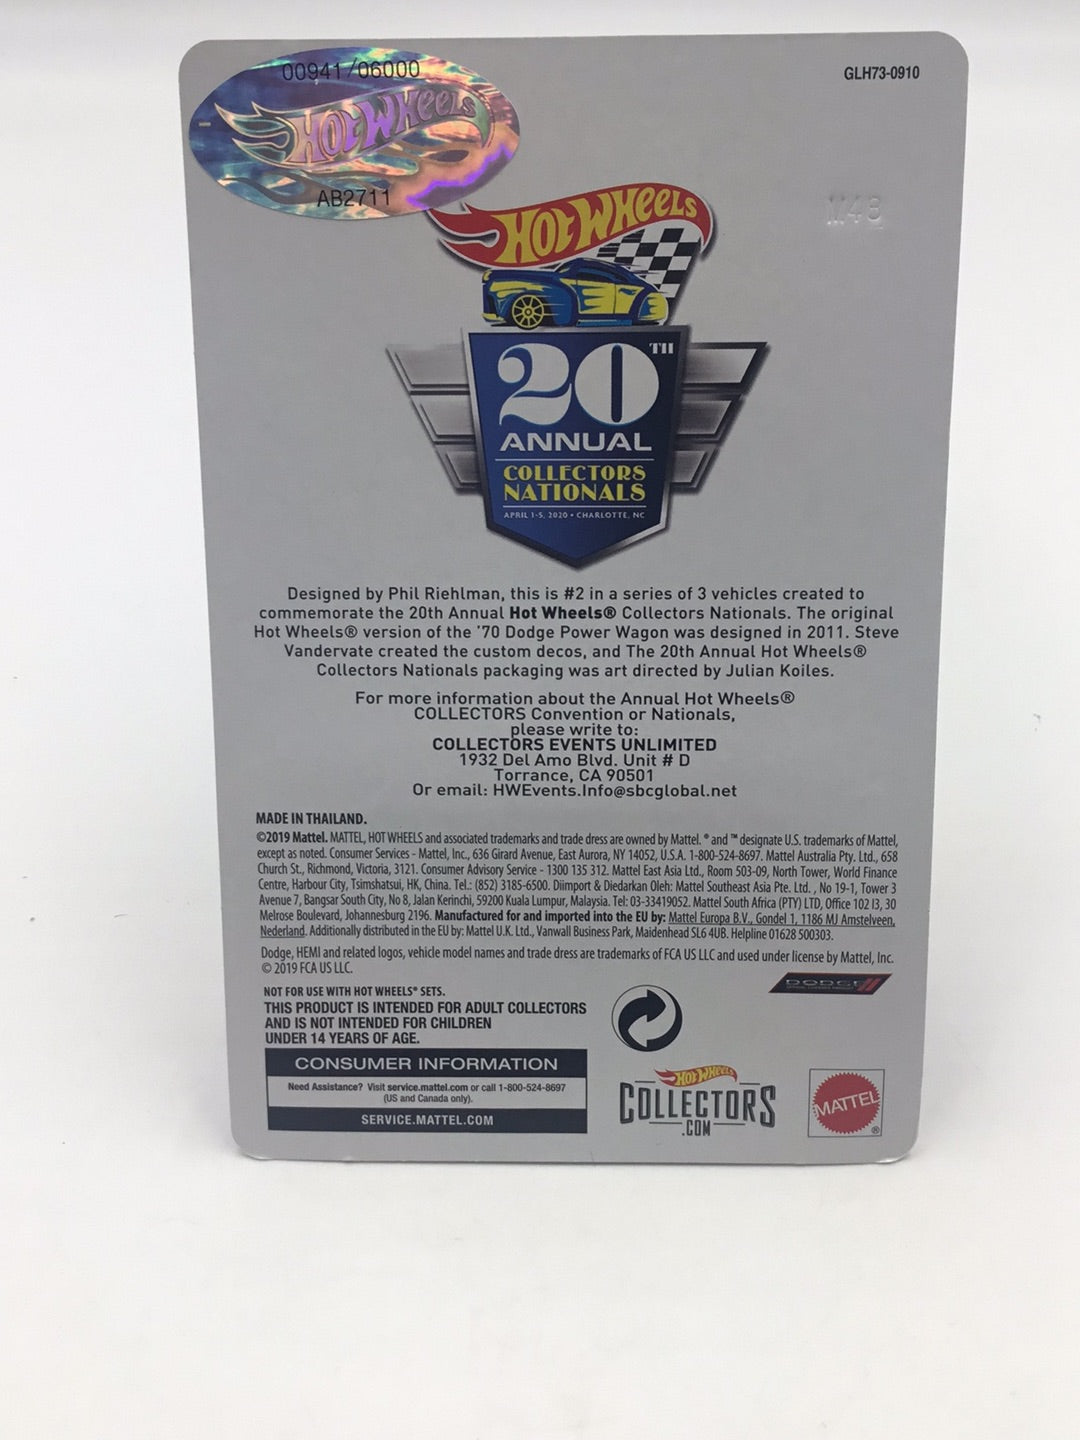 00941/06000
HOT WHEELS
AB2711
GLH73-0910
M48
HOT WHEELS
20TH
ANNUAL
COLLECTORS
NATIONALS
APRIL 1-5, 2020 • CHARLOTTE, NC
Designed by Phil Riehlman, this is #2 in a series of 3 vehicles created to
commemorate the 20th Annual Hot Wheels® Collectors Nationals. The original
Hot Wheels® version of the '70 Dodge Power Wagon was designed in 2011. Steve
Vandervate created the custom decos, and The 20th Annual Hot Wheels®
Collectors Nationals packaging was art directed by Julian Koiles.
For more information about the Annual Hot Wheels®
COLLECTORS Convention or Nationals,
please write to:
COLLECTORS EVENTS UNLIMITED
1932 Del Amo Blvd. Unit # D
Torrance, CA 90501
Or email: HWEvents.Info@sbcglobal.net
MADE IN THAILAND.
©2019 Mattel. MATTEL, HOT WHEELS and associated trademarks and trade dress are owned by Mattel. ® and ™ designate U.S. trademarks of Mattel,
except as noted. Consumer Services - Mattel, Inc., 636 Girard Avenue, East Aurora, NY 14052, U.S.A. 1-800-524-8697. Mattel Australia Pty. Ltd., 658
Church St., Richmond, Victoria, 3121. Consumer Advisory Service - 1300 135 312. Mattel East Asia Ltd., Room 503-09, North Tower, World Finance
Centre, Harbour City, Tsimshatsui, HK, China. Tel.: (852) 3185-6500. Diimport & Diedarkan Oleh: Mattel Southeast Asia Pte. Ltd. , No 19-1, Tower 3
Avenue 7, Bangsar South City, No 8, Jalan Kerinchi, 59200 Kuala Lumpur, Malaysia. Tel: 03-33419052. Mattel South Africa (PTY) LTD, Office 102 I3, 30
Melrose Boulevard, Johannesburg 2196. Manufactured for and imported into the EU by: Mattel Europa B.V., Gondel 1, 1186 MJ Amstelveen,
Nederland. Additionally distributed in the EU by: Mattel U.K. Ltd., Vanwall Business Park, Maidenhead SL6 4UB. Helpline 01628 500303.
Dodge, HEMI and related logos, vehicle model names and trade dress are trademarks of FCA US LLC and used under license by Mattel, Inc.
© 2019 FCA US LLC.
DODGE
NOT FOR USE WITH HOT WHEELS® SETS.
THIS PRODUCT IS INTENDED FOR ADULT COLLECTORS
AND IS NOT INTENDED FOR CHILDREN
UNDER 14 YEARS OF AGE.
CONSUMER INFORMATION
Need Assistance? Visit service.mattel.com or call 1-800-524-8697
(US and Canada only).
SERVICE.MATTEL.COM
HOT WHEELS
COLLECTORS
.COM
MATTEL
®